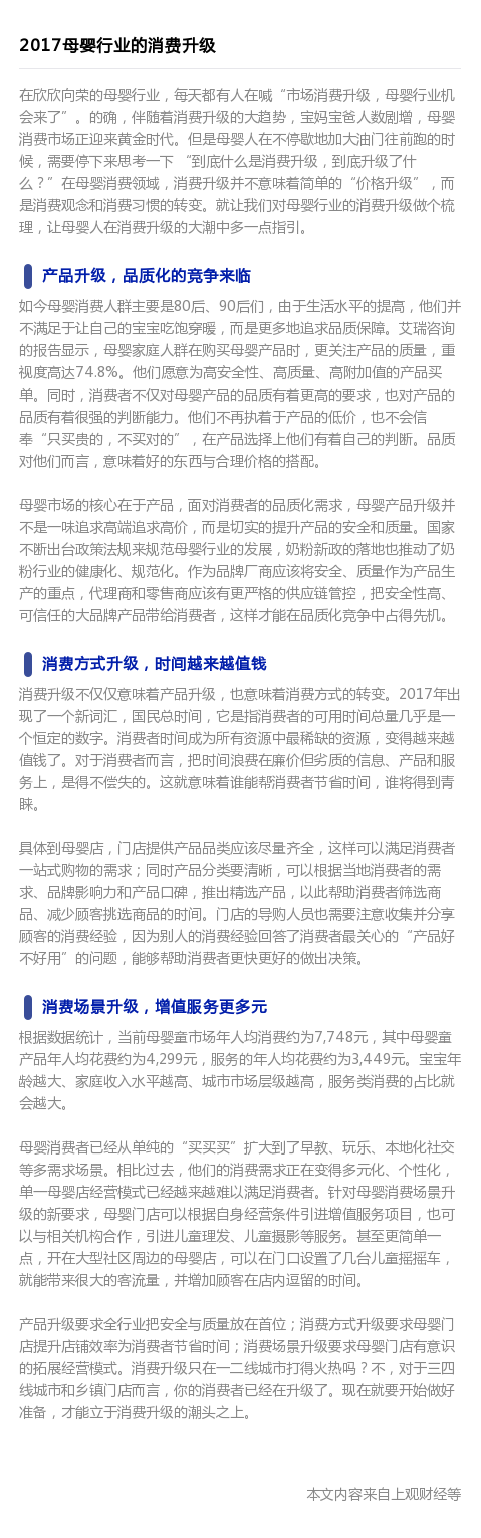 2017母婴行业的消费升级
在欣欣向荣的母婴行业，每天都有人在喊“市场消费升级，母婴行业机
会来了”。的确，伴随着消费升级的大趋势，宝妈宝爸人数剧增，母婴
消费市场正迎来黄金时代。但是母婴人在不停歇地加大油门往前跑的时
候，需要停下来思考一下 “到底什么是消费升级，到底升级了什
么？”在母婴消费领域，消费升级并不意味着简单的“价格升级”，而
是消费观念和消费习惯的转变。就让我们对母婴行业的消费升级做个梳
理，让母婴人在消费升级的大潮中多一点指引。
产品升级，品质化的竞争来临
如今母婴消费人群主要是80后、90后们，由于生活水平的提高，他们并
不满足于让自己的宝宝吃饱穿暖，而是更多地追求品质保障。艾瑞咨询
的报告显示，母婴家庭人群在购买母婴产品时，更关注产品的质量，重
视度高达74.8%。他们愿意为高安全性、高质量、高附加值的产品买
单。同时，消费者不仅对母婴产品的品质有着更高的要求，也对产品的
品质有着很强的判断能力。他们不再执着于产品的低价，也不会信
奉“只买贵的，不买对的”，在产品选择上他们有着自己的判断。品质
对他们而言，意味着好的东西与合理价格的搭配。
母婴市场的核心在于产品，面对消费者的品质化需求，母婴产品升级并
不是一味追求高端追求高价，而是切实的提升产品的安全和质量。国家
不断出台政策法规来规范母婴行业的发展，奶粉新政的落地也推动了奶
粉行业的健康化、规范化。作为品牌厂商应该将安全、质量作为产品生
产的重点，代理商和零售商应该有更严格的供应链管控，把安全性高、
可信任的大品牌产品带给消费者，这样才能在品质化竞争中占得先机。
消费方式升级，时间越来越值钱
消费升级不仅仅意味着产品升级，也意味着消费方式的转变。2017年出
现了一个新词汇，国民总时间，它是指消费者的可用时间总量几乎是一
个恒定的数字。消费者时间成为所有资源中最稀缺的资源，变得越来越
值钱了。对于消费者而言，把时间浪费在廉价但劣质的信息、产品和服
务上，是得不偿失的。这就意味着谁能帮消费者节省时间，谁将得到青
睐。
具体到母婴店，门店提供产品品类应该尽量齐全，这样可以满足消费者
一站式购物的需求；同时产品分类要清晰，可以根据当地消费者的需
求、品牌影响力和产品口碑，推出精选产品，以此帮助消费者筛选商
品、减少顾客挑选商品的时间。门店的导购人员也需要注意收集并分享
顾客的消费经验，因为别人的消费经验回答了消费者最关心的“产品好
不好用”的问题，能够帮助消费者更快更好的做出决策。
消费场景升级，增值服务更多元
根据数据统计，当前母婴童市场年人均消费约为7,748元，其中母婴童
产品年人均花费约为4,299元，服务的年人均花费约为3,449元。宝宝年
龄越大、家庭收入水平越高、城市市场层级越高，服务类消费的占比就
会越大。
母婴消费者已经从单纯的“买买买”扩大到了早教、玩乐、本地化社交
等多需求场景。相比过去，他们的消费需求正在变得多元化、个性化，
单一母婴店经营模式已经越来越难以满足消费者。针对母婴消费场景升
级的新要求，母婴门店可以根据自身经营条件引进增值服务项目，也可
以与相关机构合作，引进儿童理发、儿童摄影等服务。甚至更简单一
点，开在大型社区周边的母婴店，可以在门口设置了几台儿童摇摇车，
就能带来很大的客流量，并增加顾客在店内逗留的时间。
产品升级要求全行业把安全与质量放在首位；消费方式升级要求母婴门
店提升店铺效率为消费者节省时间；消费场景升级要求母婴门店有意识
的拓展经营模式。消费升级只在一二线城市打得火热吗？不，对于三四
线城市和乡镇门店而言，你的消费者已经在升级了。现在就要开始做好
准备，才能立于消费升级的潮头之上。
本文内容来自上观财经等